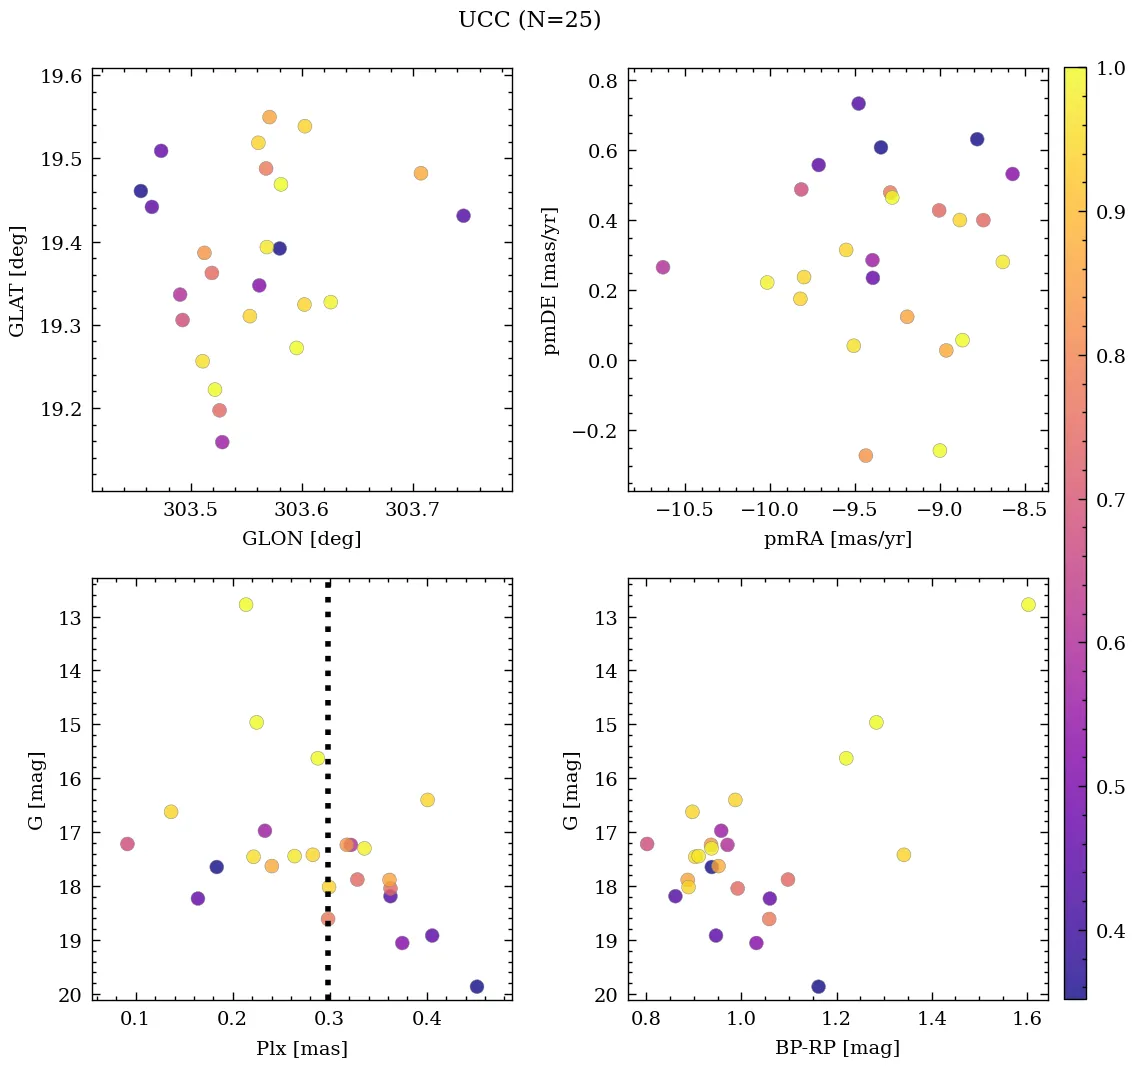 UCC (N=25)
19.6
19.5
19.4
19.3
19.2
GLAT [deg]
303.5 303.6 303.7
GLON [deg]
0.8
0.6
0.4
0.2
0.0
−0.2
pmDE [mas/yr]
−10.5 −10.0 −9.5 −9.0 −8.5
pmRA [mas/yr]
13
14
15
16
17
18
19
20
G [mag]
0.1 0.2 0.3 0.4
Plx [mas]
13
14
15
16
17
18
19
20
G [mag]
0.8 1.0 1.2 1.4 1.6
BP-RP [mag]
1.0
0.9
0.8
0.7
0.6
0.5
0.4